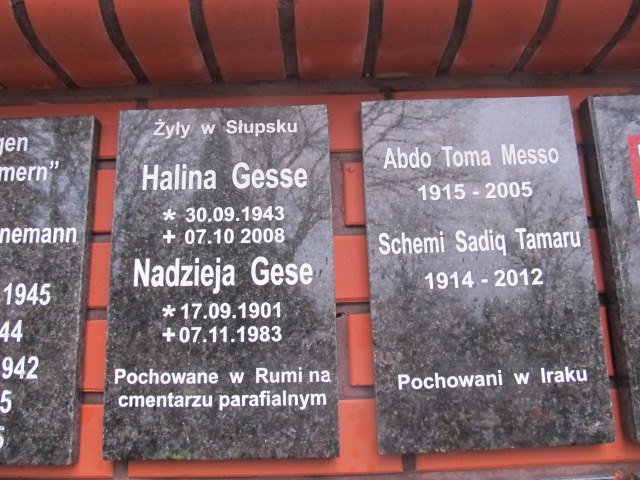 mern"
nemann
1945
44
1942
5
5
Żyły w Słupsku
Halina Gesse
* 30.09.1943
+ 07.10 2008
Nadzieja Gese
* 17.09.1901
+ 07.11.1983
Pochowane w Rumi na
cmentarzu parafialnym
Abdo Toma Messo
1915 - 2005
Schemi Sadiq Tamaru
1914 - 2012
Pochowani w Iraku